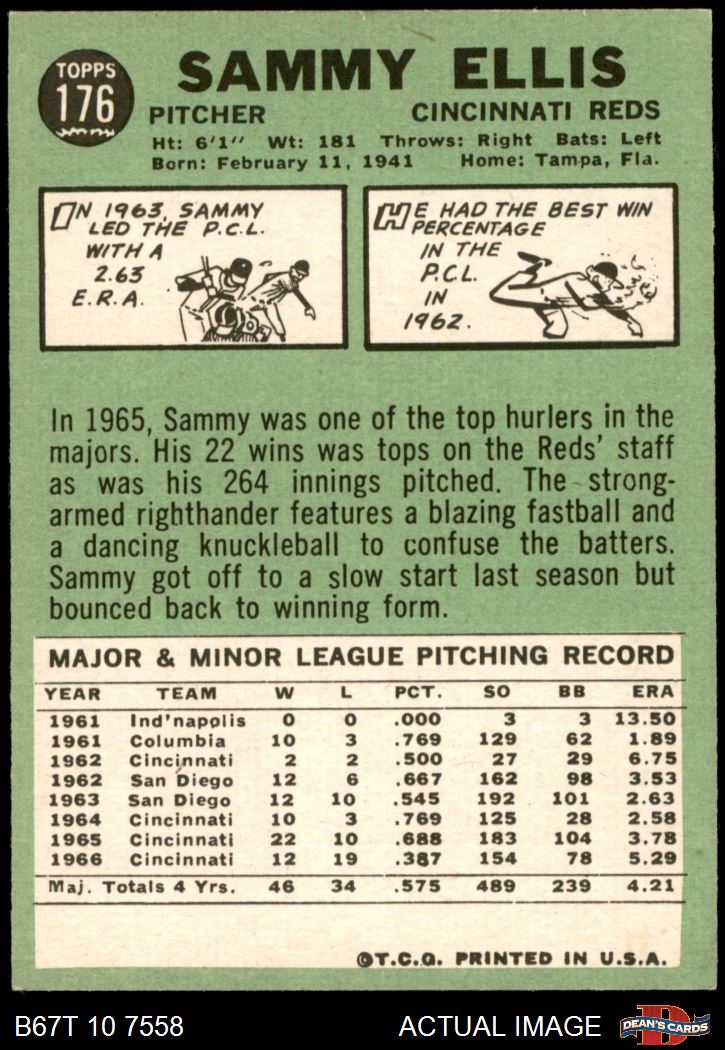 TOPPS
176
SAMMY ELLIS
PITCHER CINCINNATI REDS
Ht: 6'1" Wt: 181 Throws: Right Bats: Left
Born: February 11, 1941 Home: Tampa, Fla.
IN 1963, SAMMY
LED THE P.C.L.
WITH A
2.63
E.R.A.
HE HAD THE BEST WIN
PERCENTAGE
IN THE
P.C.L.
IN
1962.
In 1965, Sammy was one of the top hurlers in the
majors. His 22 wins was tops on the Reds' staff
as was his 264 innings pitched. The strong-
armed righthander features a blazing fastball and
a dancing knuckleball to confuse the batters.
Sammy got off to a slow start last season but
bounced back to winning form.
MAJOR & MINOR LEAGUE PITCHING RECORD
YEAR TEAM W L PCT. SO BB ERA
1961 Ind'napolis 0 0 .000 3 3 13.50
1961 Columbia 10 3 .769 129 62 1.89
1962 Cincinnati 2 2 .500 27 29 6.75
1962 San Diego 12 6 .667 162 98 3.53
1963 San Diego 12 10 .545 192 101 2.63
1964 Cincinnati 10 3 .769 125 28 2.58
1965 Cincinnati 22 10 .688 183 104 3.78
1966 Cincinnati 12 19 .387 154 78 5.29
Maj. Totals 4 Yrs. 46 34 .575 489 239 4.21
©T.C.G. PRINTED IN U.S.A.
B67T 10 7558 ACTUAL IMAGE
D
DEAN'S CARDS